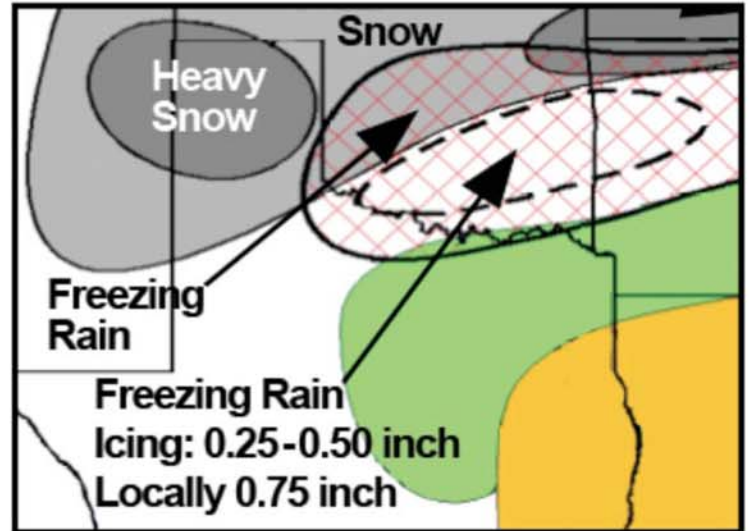 Snow
Heavy
Snow
Freezing
Rain
Freezing Rain
Icing: 0.25-0.50 inch
Locally 0.75 inch